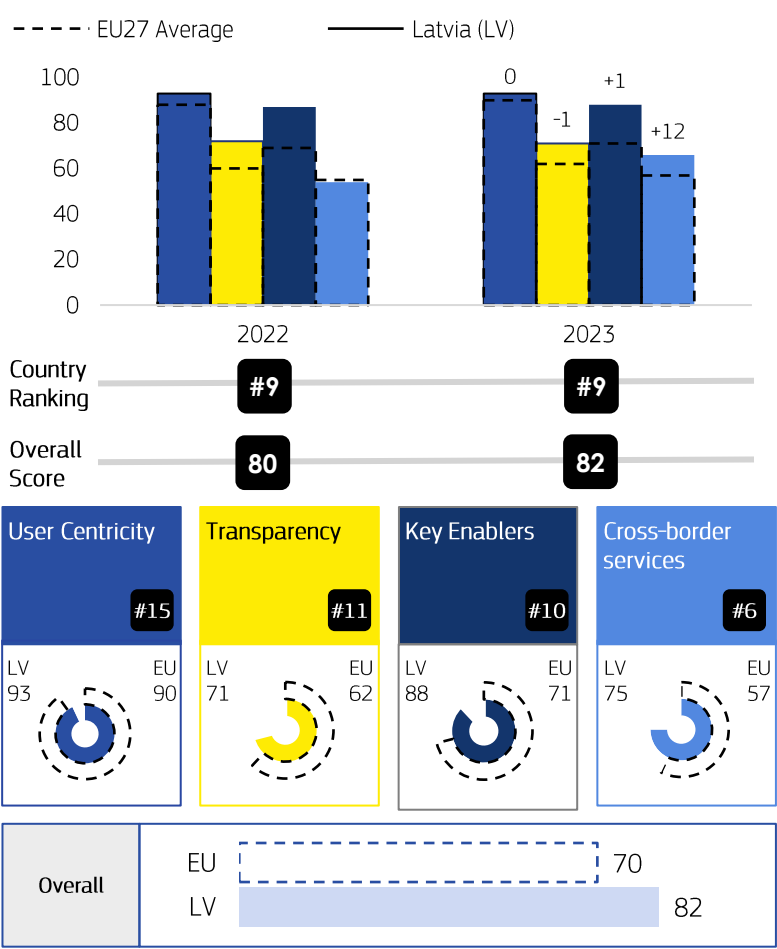 EU27 Average
Latvia (LV)
100
80
60
40
20
0
0
-1
+1
+12
2022
2023
Country
Ranking
#9
#9
Overall
Score
80
82
User Centricity
#15
Transparency
#11
Key Enablers
#10
Cross-border
services
#6
LV
93
EU
90
LV
71
EU
62
LV
88
EU
71
LV
75
EU
57
Overall
EU
70
LV
82